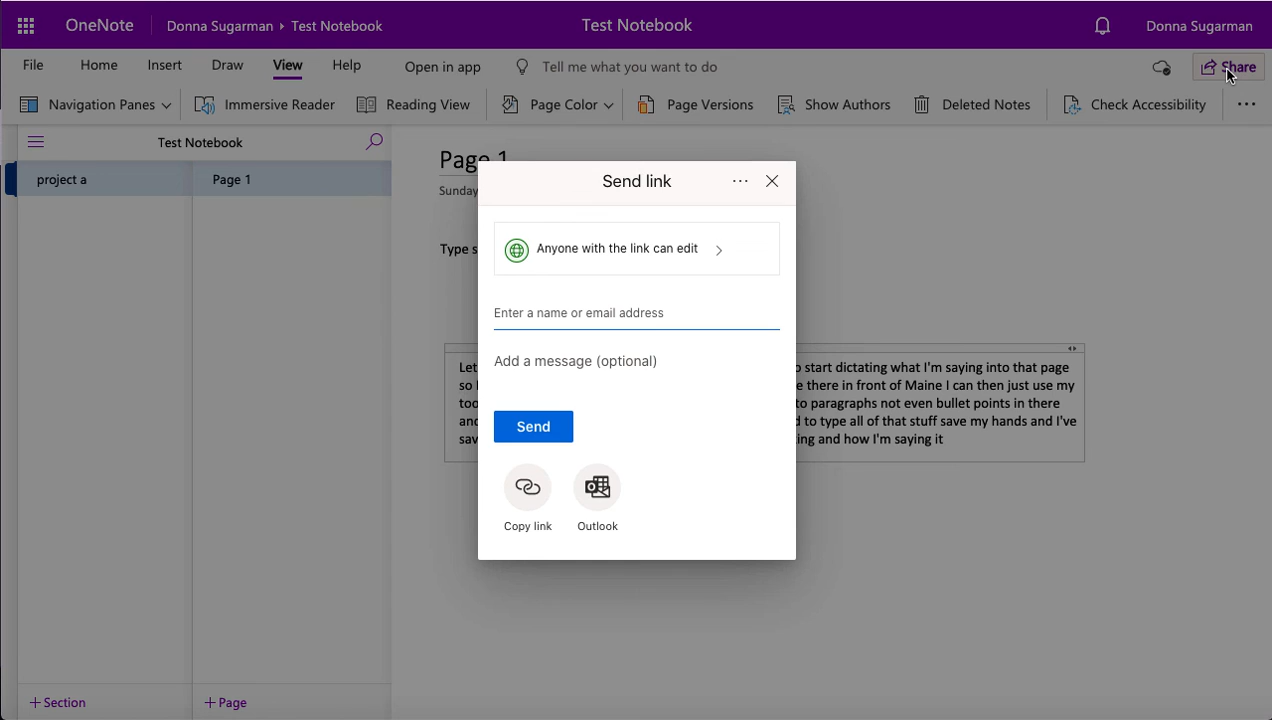 OneNote
Donna Sugarman ▸ Test Notebook
Test Notebook
Donna Sugarman
File
Home
Insert
Draw
View
Help
Open in app
Tell me what you want to do
Share
Navigation Panes
Immersive Reader
Reading View
Page Color
Page Versions
Show Authors
Deleted Notes
Check Accessibility
Test Notebook
project a
Page 1
Page 1
Sunday
Type s
Send link
Anyone with the link can edit
Enter a name or email address
Add a message (optional)
Send
Copy link
Outlook
Let
start dictating what I'm saying into that page
so
there in front of Maine I can then just use my
too
to paragraphs not even bullet points in there
and
to type all of that stuff save my hands and I've
sav
and how I'm saying it
+ Section
+ Page